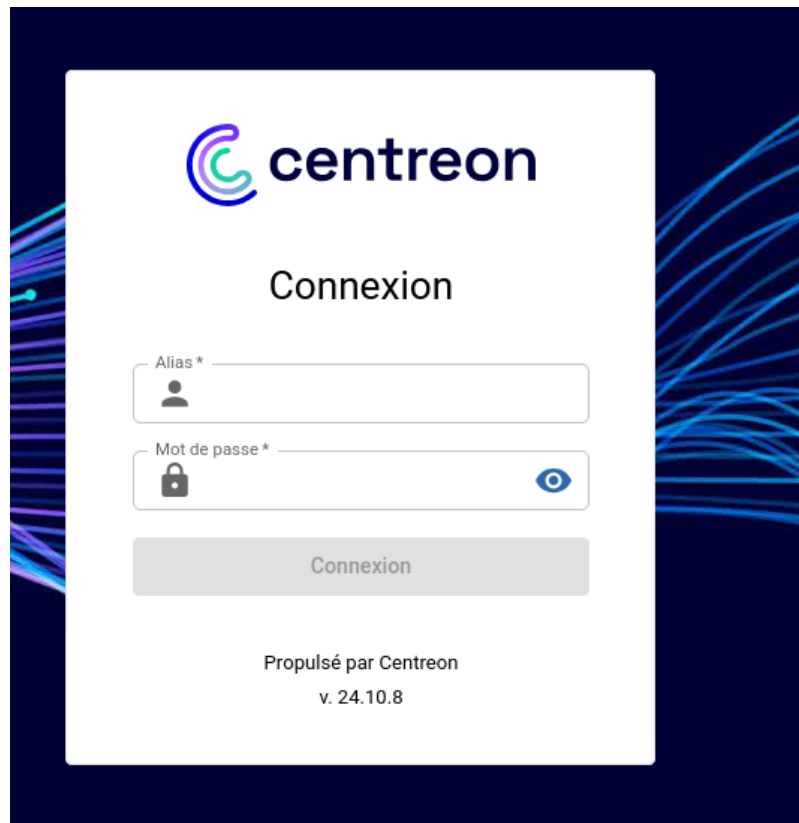 centreon
Connexion
Alias *
Mot de passe *
Connexion
Propulsé par Centreon
v. 24.10.8